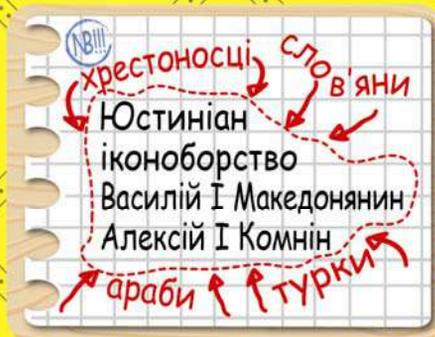 NB!!!
хрестоносці
слов'яни
Юстиніан
іконоборство
Василій І Македонянин
Алексій І Комнін
араби
турки